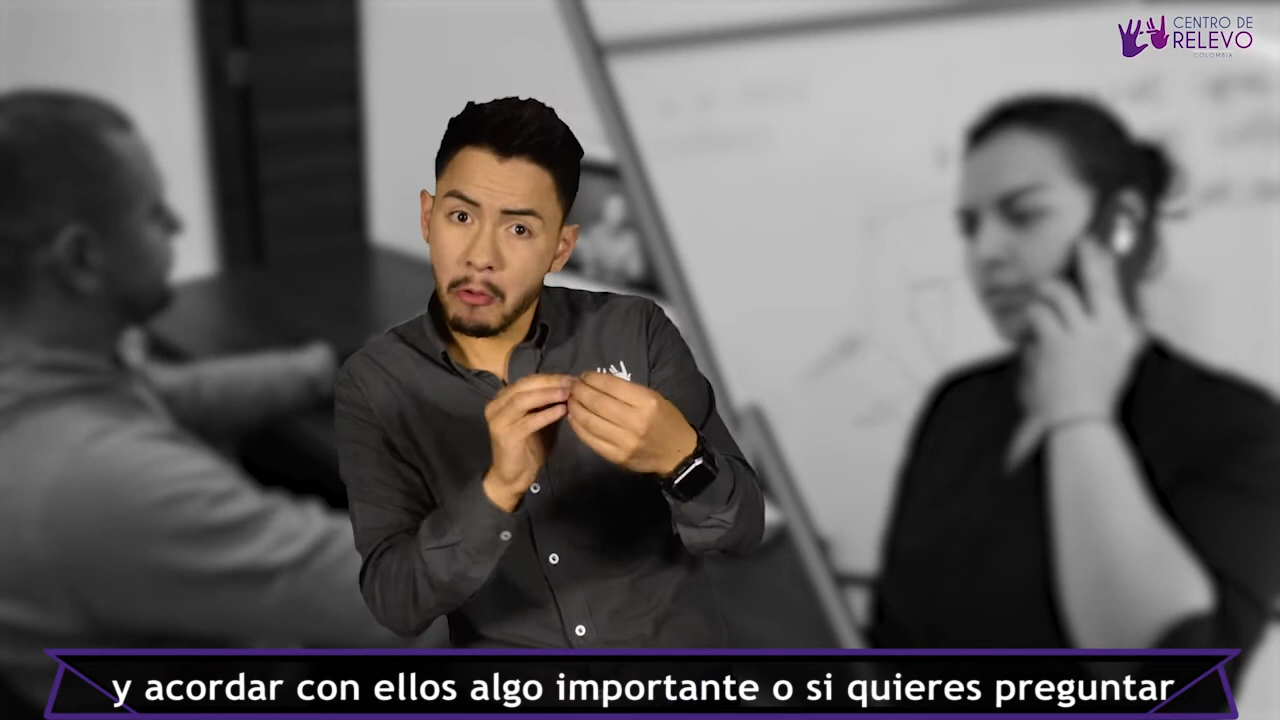 CENTRO DE
RELEVO
COLOMBIA
y acordar con ellos algo importante o si quieres preguntar